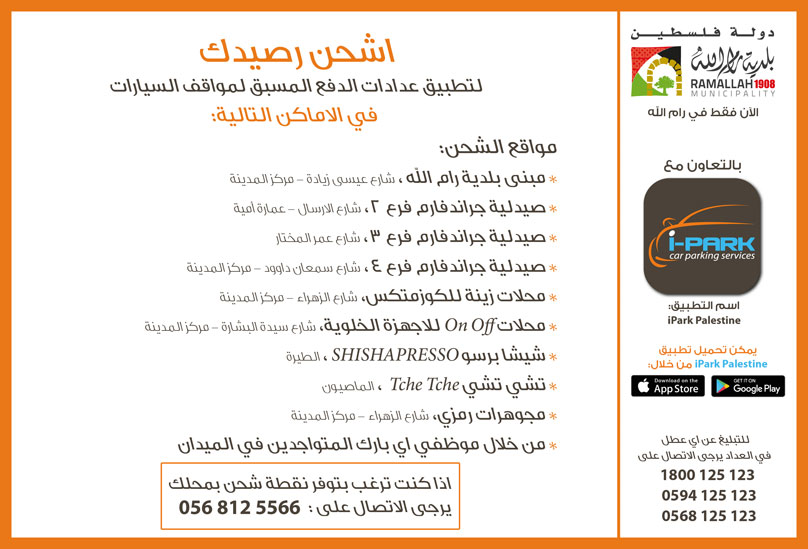 دولة فلسطين
بلدية رام الله
RAMALLAH 1908
MUNICIPALITY
الآن فقط في رام الله
بالتعاون مع
i-PARK
car parking services
اسم التطبيق:
iPark Palestine
يمكن تحميل تطبيق
iPark Palestine من خلال:
Download on the
App Store
GET IT ON
Google Play
للتبليغ عن اي عطل
في العداد يرجى الاتصال على
1800 125 123
0594 125 123
0568 125 123
اشحن رصيدك
لتطبيق عدادات الدفع المسبق لمواقف السيارات
في الاماكن التالية:
مواقع الشحن:
* مبنى بلدية رام الله ، شارع عيسى زيادة – مركز المدينة
* صيدلية جراندفارم فرع ٢، شارع الارسال – عمارة أمية
* صيدلية جراندفارم فرع ٣ ، شارع عمر المختار
* صيدلية جراندفارم فرع ٤ ، شارع سمعان داوود – مركز المدينة
* محلات زينة للكوزمتكس، شارع الزهراء – مركز المدينة
* محلات On Off للاجهزة الخلوية، شارع سيدة البشارة – مركز المدينة
* شيشا برسو SHISHAPRESSO ، الطيرة
* تشي تشي Tche Tche ، الماصيون
* مجوهرات رمزي، شارع الزهراء – مركز المدينة
* من خلال موظفي اي بارك المتواجدين في الميدان
اذا كنت ترغب بتوفر نقطة شحن بمحلك
يرجى الاتصال على : 056 812 5566